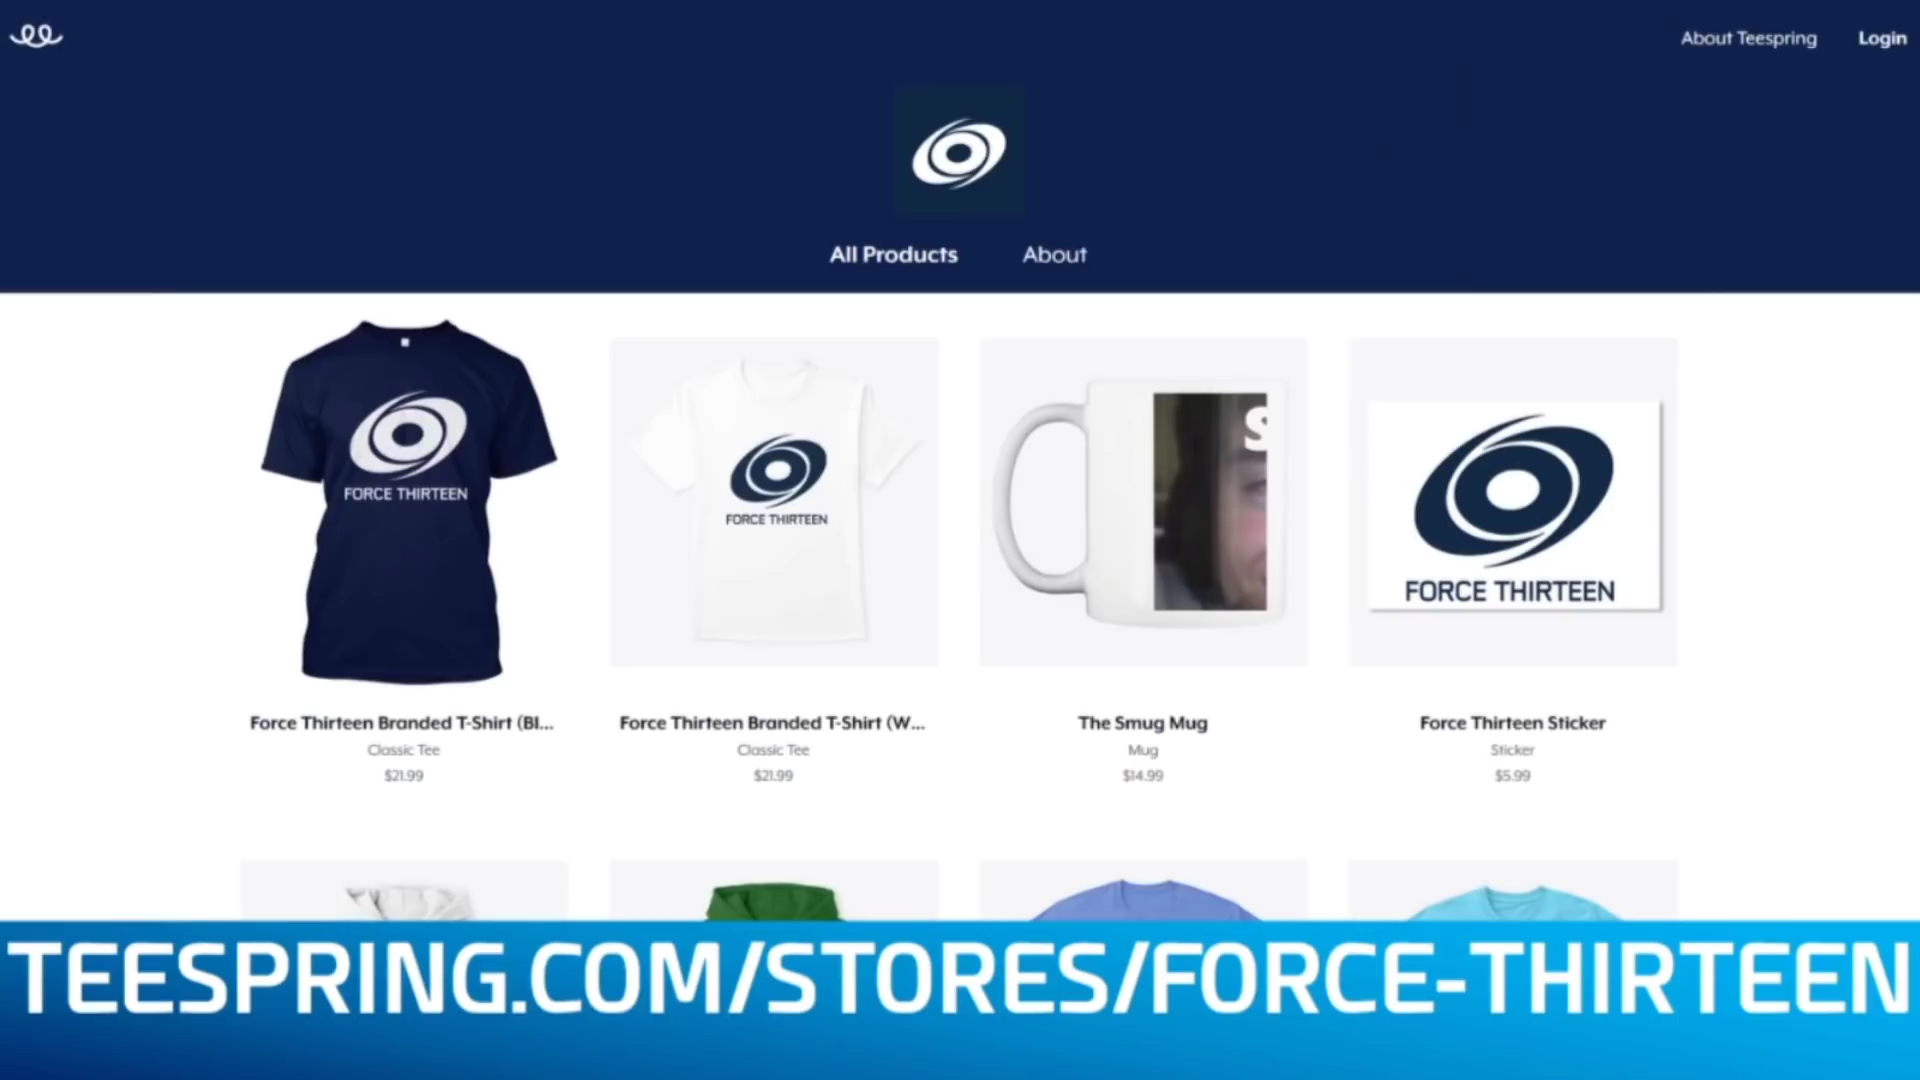 About Teespring
Login
All Products
About
FORCE THIRTEEN
FORCE THIRTEEN
S
FORCE THIRTEEN
Force Thirteen Branded T-Shirt (Bl...
Classic Tee
$21.99
Force Thirteen Branded T-Shirt (W...
Classic Tee
$21.99
The Smug Mug
Mug
$14.99
Force Thirteen Sticker
Sticker
$5.99
TEESPRING.COM/STORES/FORCE-THIRTEEN